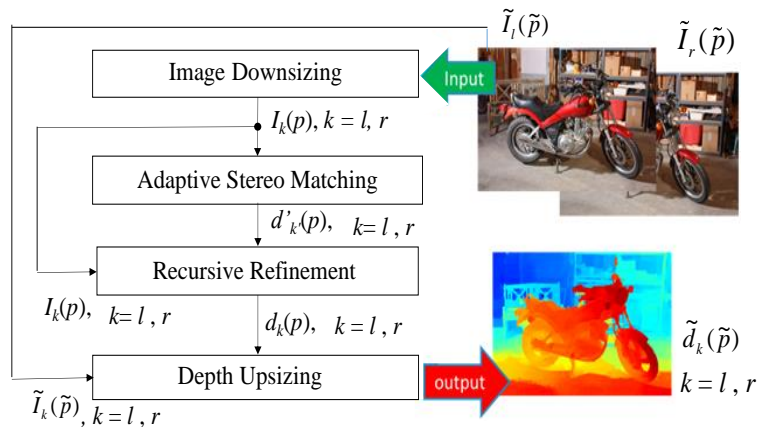 Ĩ_l(p̃)
Ĩ_r(p̃)
Image Downsizing
Input
I_k(p), k = l, r
Adaptive Stereo Matching
d'_k'(p), k= l , r
Recursive Refinement
I_k(p), k= l , r
d_k(p), k= l , r
d̃_k(p̃)
k= l , r
Depth Upsizing
output
Ĩ_k(p̃), k= l , r